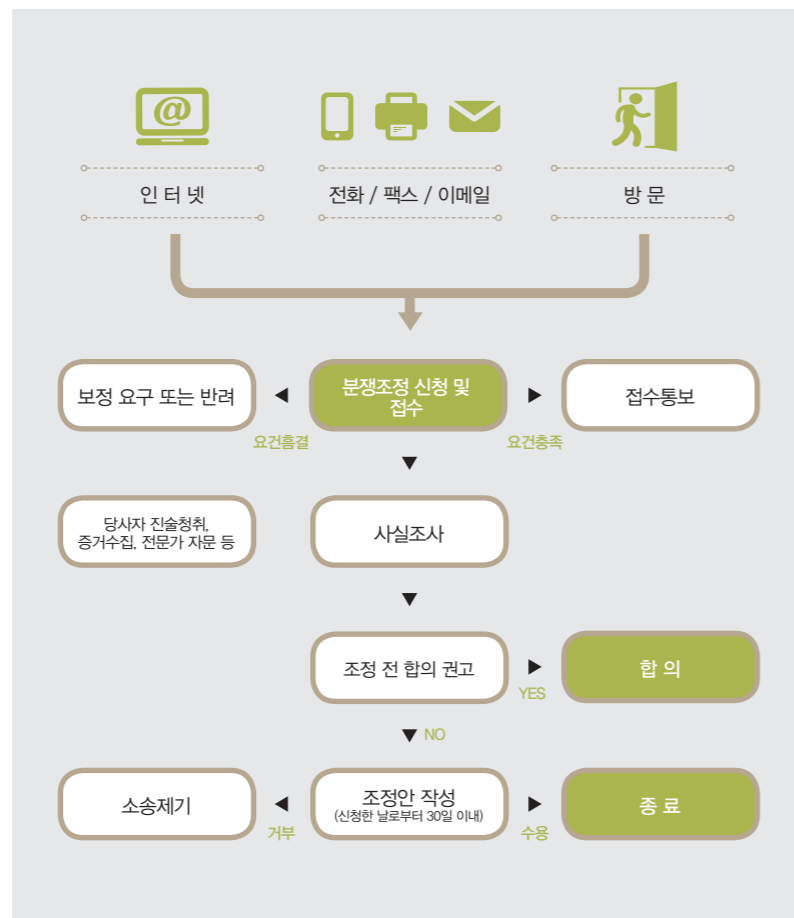 @
인 터 넷
전화 / 팩스 / 이메일
방 문
보정 요구 또는 반려
분쟁조정 신청 및
접수
접수통보
요건흠결
요건충족
당사자 진술청취,
증거수집, 전문가 자문 등
사실조사
조정 전 합의 권고
합 의
YES
NO
소송제기
조정안 작성
(신청한 날로부터 30일 이내)
종 료
거부
수용